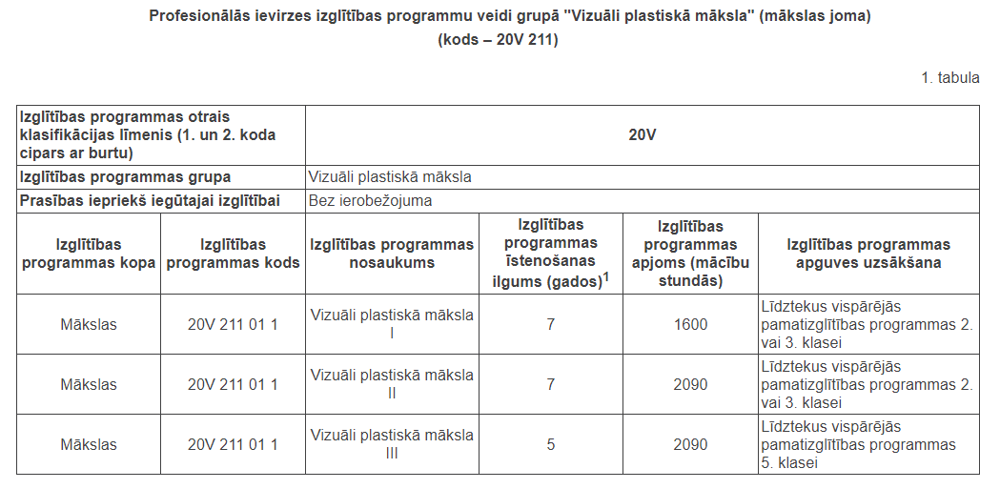 Profesionālās ievirzes izglītības programmu veidi grupā "Vizuāli plastiskā māksla" (mākslas joma)
(kods – 20V 211)
1. tabula
Izglītības programmas otrais
klasifikācijas līmenis (1. un 2. koda
cipars ar burtu)
20V
Izglītības programmas grupa
Vizuāli plastiskā māksla
Prasības iepriekš iegūtajai izglītībai
Bez ierobežojuma
Izglītības
programmas kopa
Izglītības
programmas kods
Izglītības programmas
nosaukums
Izglītības
programmas
īstenošanas
ilgums (gados)1
Izglītības
programmas
apjoms (mācību
stundās)
Izglītības programmas
apguves uzsākšana
Mākslas
20V 211 01 1
Vizuāli plastiskā māksla
I
7
1600
Līdztekus vispārējās
pamatizglītības programmas 2.
vai 3. klasei
Mākslas
20V 211 01 1
Vizuāli plastiskā māksla
II
7
2090
Līdztekus vispārējās
pamatizglītības programmas 2.
vai 3. klasei
Mākslas
20V 211 01 1
Vizuāli plastiskā māksla
III
5
2090
Līdztekus vispārējās
pamatizglītības programmas
5. klasei